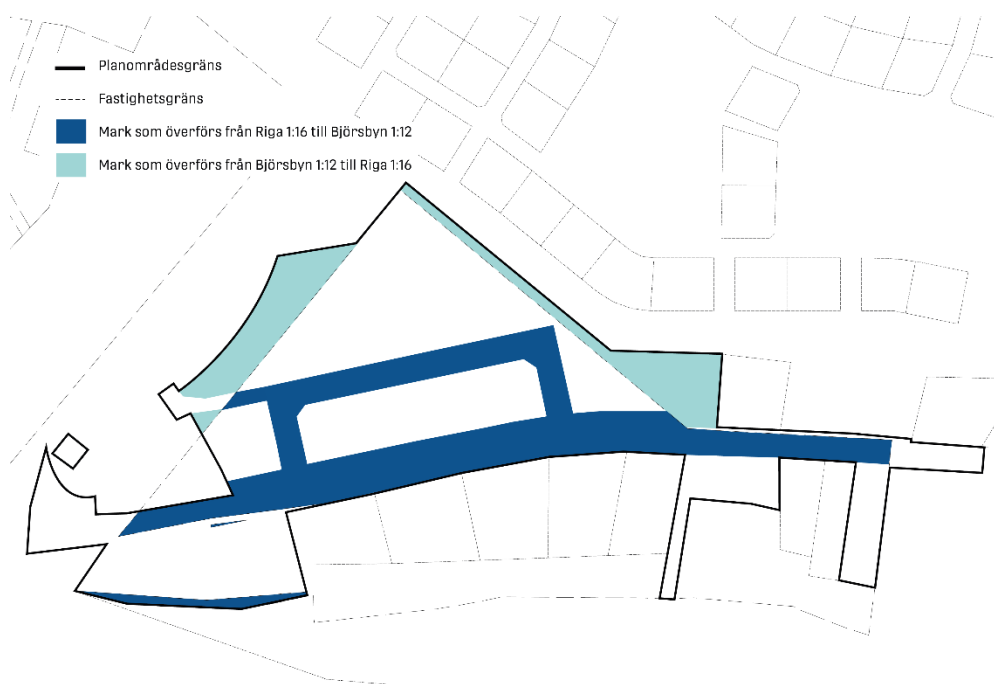 Planområdesgräns
Fastighetsgräns
Mark som överförs från Riga 1:16 till Björsbyn 1:12
Mark som överförs från Björsbyn 1:12 till Riga 1:16